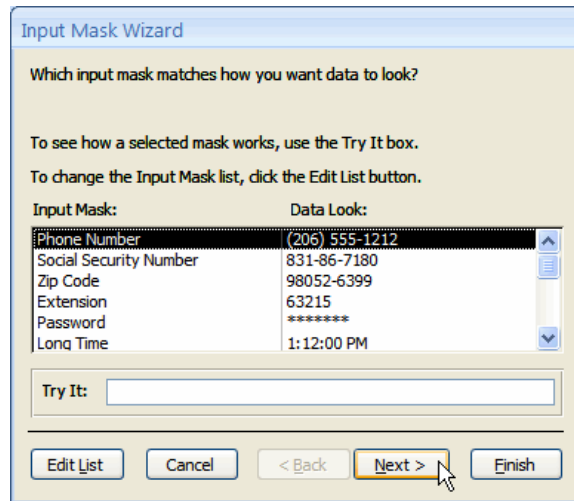 Input Mask Wizard
Which input mask matches how you want data to look?
To see how a selected mask works, use the Try It box.
To change the Input Mask list, click the Edit List button.
Input Mask: Data Look:
Phone Number (206) 555-1212
Social Security Number 831-86-7180
Zip Code 98052-6399
Extension 63215
Password *******
Long Time 1:12:00 PM
Try It:
Edit List Cancel < Back Next > Finish